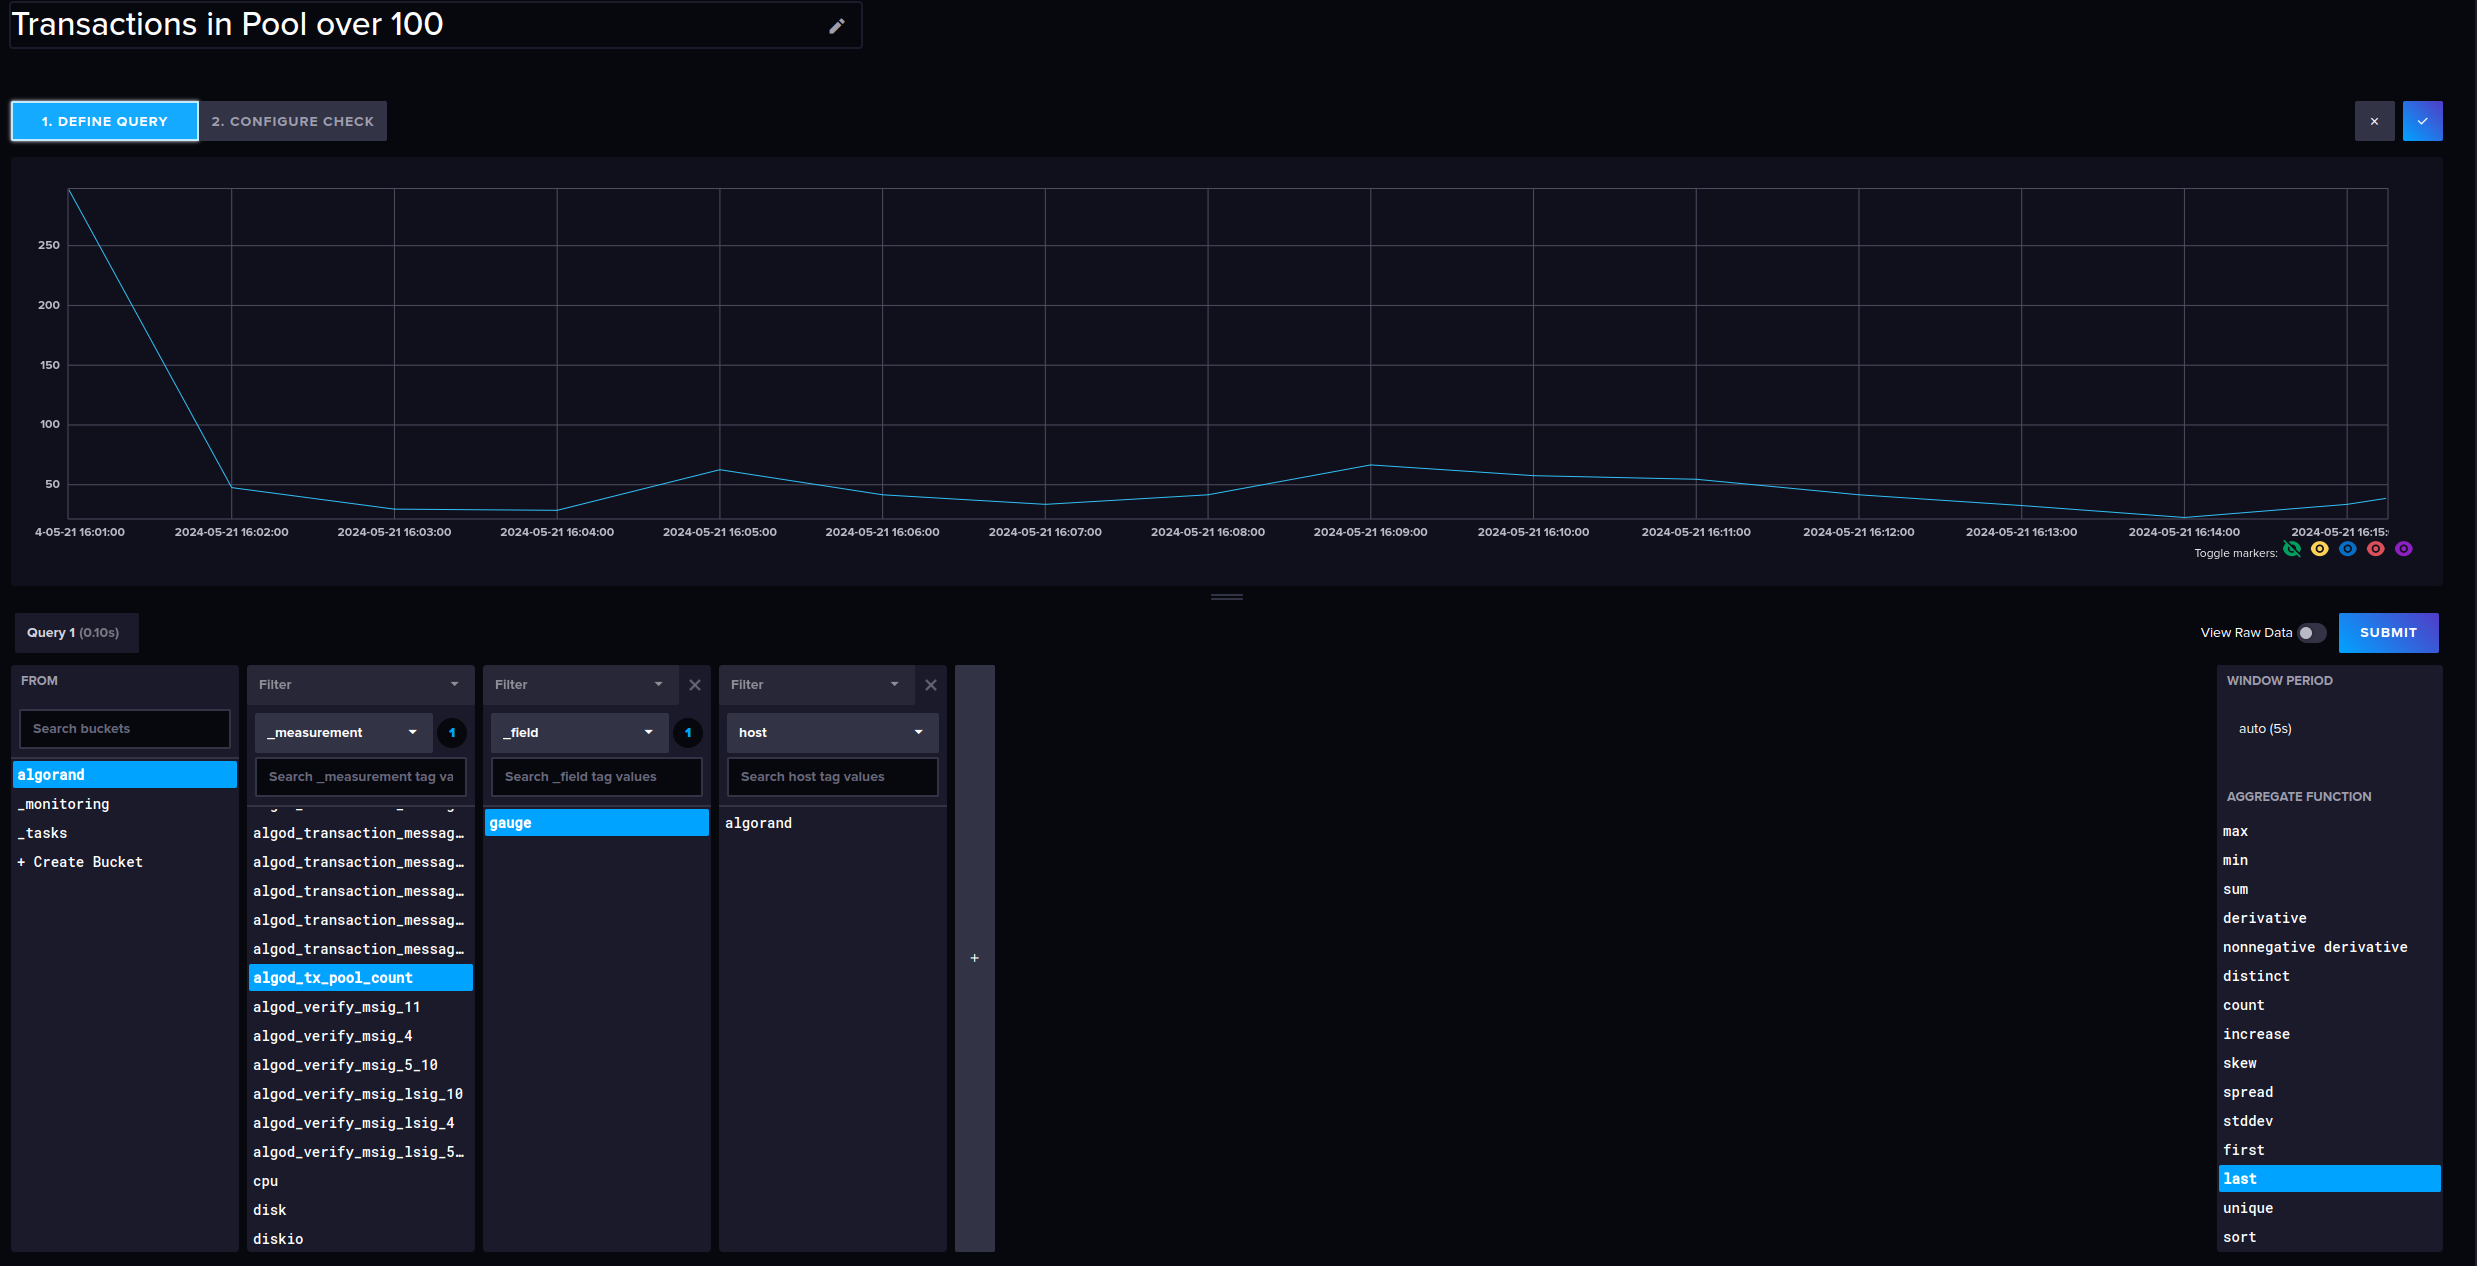 Transactions in Pool over 100
1. DEFINE QUERY
2. CONFIGURE CHECK
250
200
150
100
50
4-05-21 16:01:00
2024-05-21 16:02:00
2024-05-21 16:03:00
2024-05-21 16:04:00
2024-05-21 16:05:00
2024-05-21 16:06:00
2024-05-21 16:07:00
2024-05-21 16:08:00
2024-05-21 16:09:00
2024-05-21 16:10:00
2024-05-21 16:11:00
2024-05-21 16:12:00
2024-05-21 16:13:00
2024-05-21 16:14:00
2024-05-21 16:15:
Toggle markers:
Query 1 (0.10s)
View Raw Data
SUBMIT
FROM
Search buckets
algorand
_monitoring
_tasks
+ Create Bucket
Filter
_measurement
1
Search _measurement tag va
algod_transaction_messag…
algod_transaction_messag…
algod_transaction_messag…
algod_transaction_messag…
algod_transaction_messag…
algod_tx_pool_count
algod_verify_msig_11
algod_verify_msig_4
algod_verify_msig_5_10
algod_verify_msig_lsig_10
algod_verify_msig_lsig_4
algod_verify_msig_lsig_5…
cpu
disk
diskio
Filter
_field
1
Search _field tag values
gauge
Filter
host
Search host tag values
algorand
+
WINDOW PERIOD
auto (5s)
AGGREGATE FUNCTION
max
min
sum
derivative
nonnegative derivative
distinct
count
increase
skew
spread
stddev
first
last
unique
sort